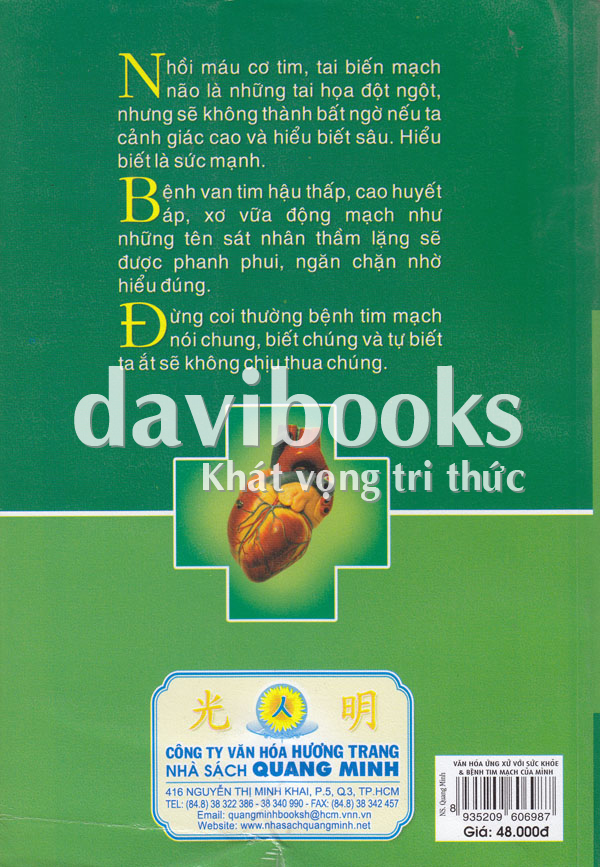 Nhồi máu cơ tim, tai biến mạch
não là những tai họa đột ngột,
nhưng sẽ không thành bất ngờ nếu ta
cảnh giác cao và hiểu biết sâu. Hiểu
biết là sức mạnh.
Bệnh van tim hậu thấp, cao huyết
áp, xơ vữa động mạch như
những tên sát nhân thầm lặng sẽ
được phanh phui, ngăn chặn nhờ
hiểu đúng.
Đừng coi thường bệnh tim mạch
nói chung, biết chúng và tự biết
ta ắt sẽ không chịu thua chúng.
davibooks
Khát vọng tri thức
光 人 明
CÔNG TY VĂN HÓA HƯƠNG TRANG
NHÀ SÁCH QUANG MINH
416 NGUYỄN THỊ MINH KHAI, P.5, Q3, TP.HCM
TEL: (84.8) 38 322 386 - 38 340 990 - FAX: (84.8) 38 342 457
Email: quangminhbooksh@hcm.vnn.vn
Website: www.nhasachquangminh.net
VĂN HÓA ỨNG XỬ VỚI SỨC KHỎE
& BỆNH TIM MẠCH CỦA MÌNH
NS. Quang Minh
8 935209 606987
Giá: 48.000đ